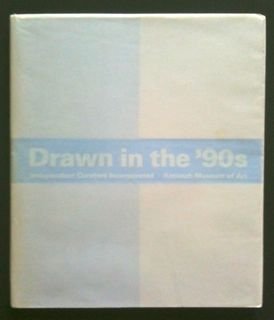 Drawn in the '90s
Independent Curators Incorporated Katonah Museum of Art